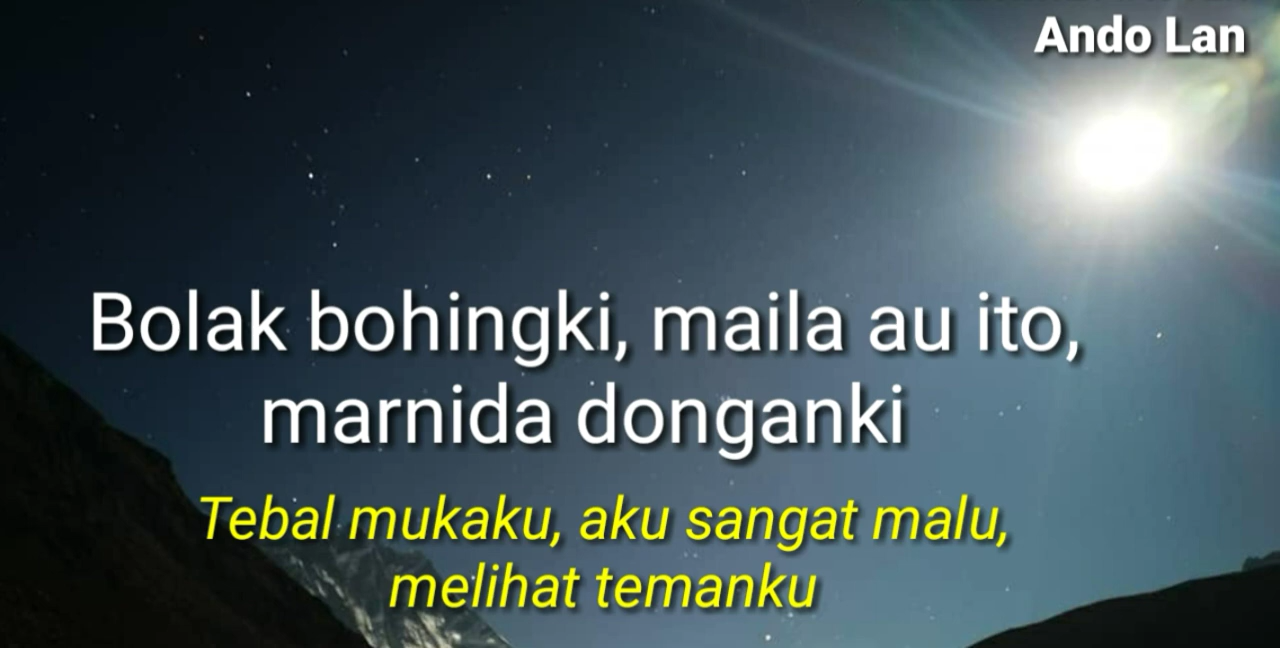 Ando Lan
Bolak bohingki, maila au ito,
marnida donganki
Tebal mukaku, aku sangat malu,
melihat temanku